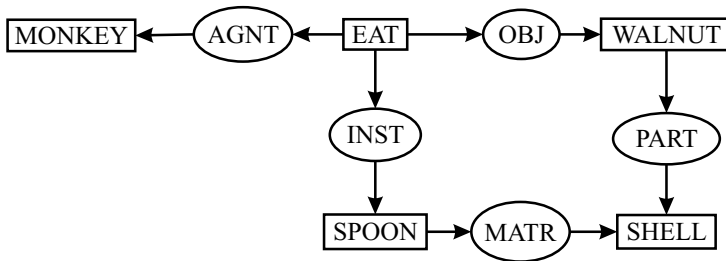 MONKEY AGNT EAT OBJ WALNUT
INST PART
SPOON MATR SHELL